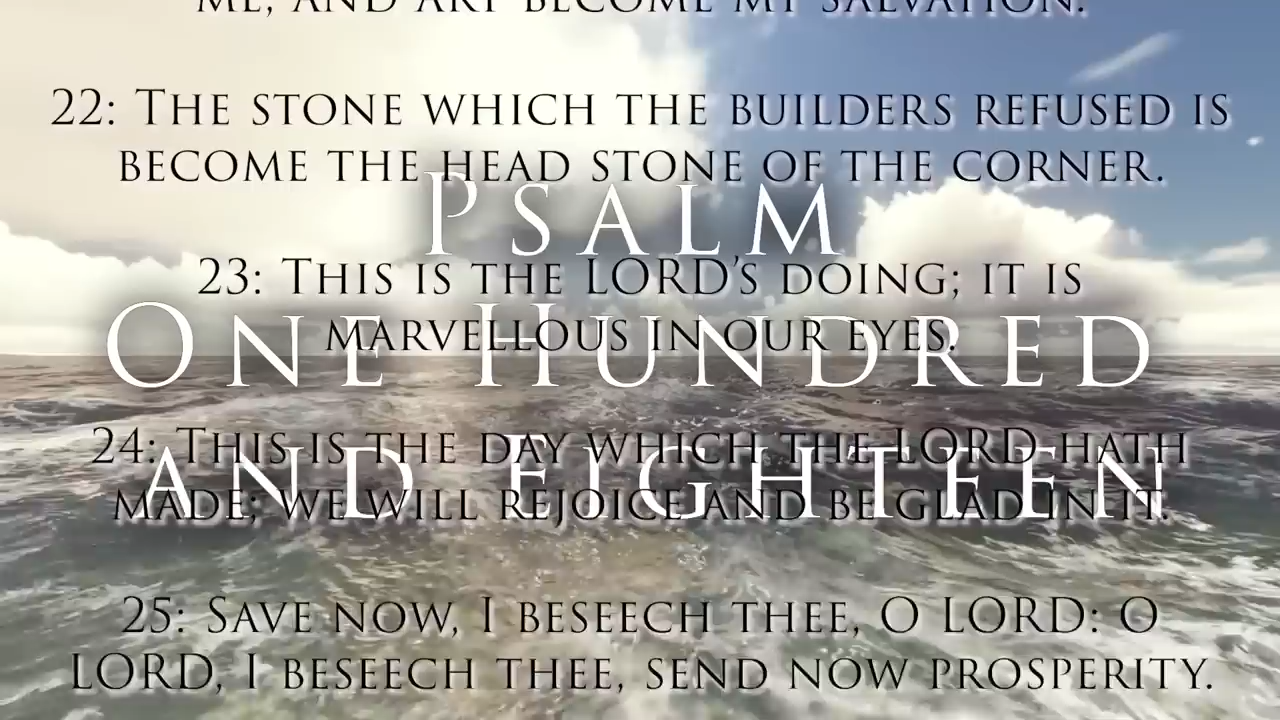 ME, AND ART BECOME MY SALVATION.
22: THE STONE WHICH THE BUILDERS REFUSED IS
BECOME THE HEAD STONE OF THE CORNER.
PSALM
23: THIS IS THE LORD'S DOING; IT IS
MARVELLOUS IN OUR EYES.
ONE HUNDRED
24: THIS IS THE DAY WHICH THE LORD HATH
MADE; WE WILL REJOICE AND BE GLAD IN IT.
AND EIGHTEEN
25: SAVE NOW, I BESEECH THEE, O LORD: O
LORD, I BESEECH THEE, SEND NOW PROSPERITY.